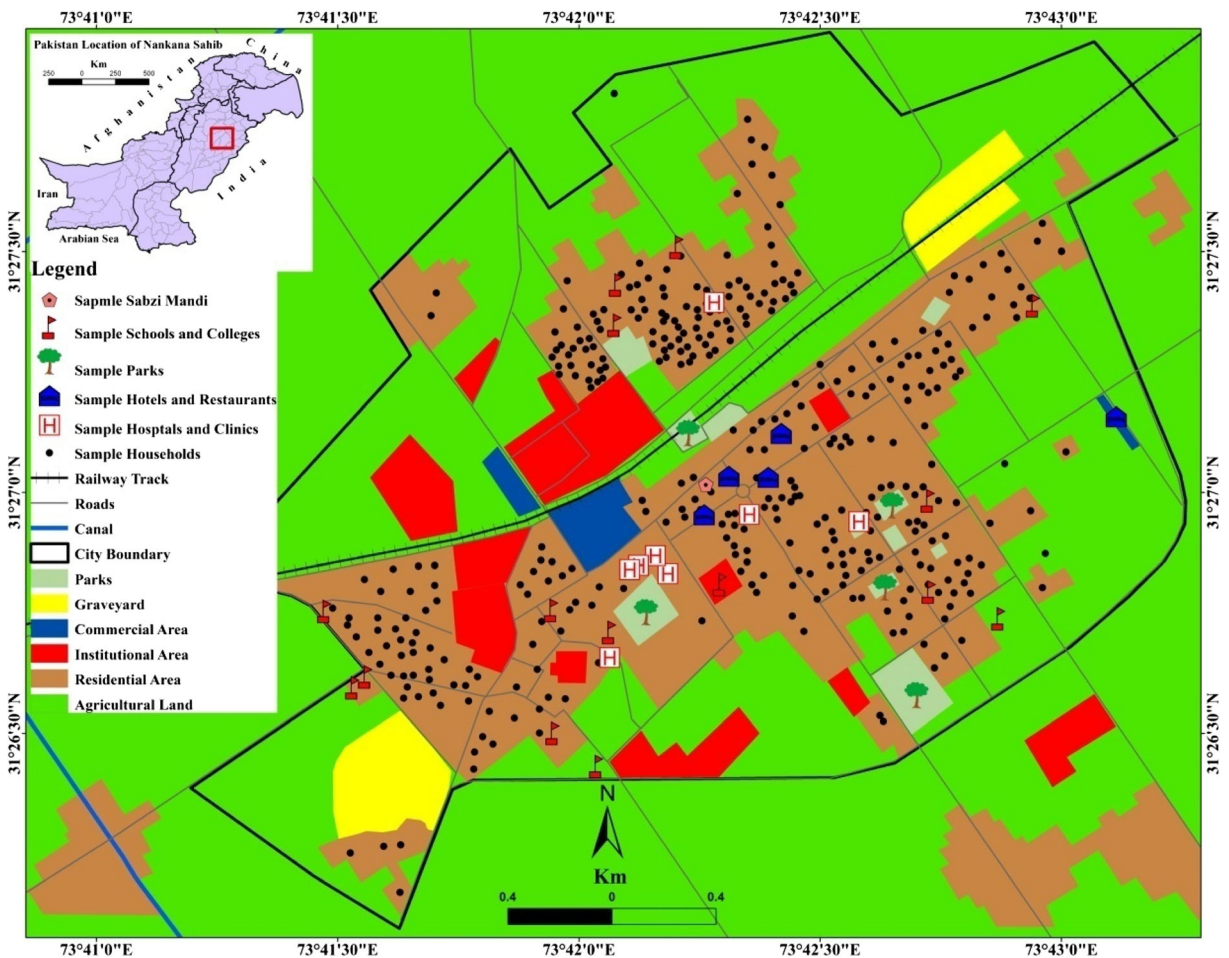 73°41'0"E 73°41'30"E 73°42'0"E 73°42'30"E 73°43'0"E
Pakistan Location of Nankana Sahib
Km
250 0 250 500
China
Afghanistan
India
Iran
Arabian Sea
31°27'30"N 31°27'30"N
Legend
Sapmle Sabzi Mandi
Sample Schools and Colleges
Sample Parks
Sample Hotels and Restaurants
Sample Hosptals and Clinics
Sample Households
Railway Track
Roads
Canal
City Boundary
Parks
Graveyard
Commercial Area
Institutional Area
Residential Area
Agricultural Land
H
H
H
H
H
H
H
H
31°27'0"N 31°27'0"N
31°26'30"N 31°26'30"N
N
Km
0.4 0 0.4
73°41'0"E 73°41'30"E 73°42'0"E 73°42'30"E 73°43'0"E